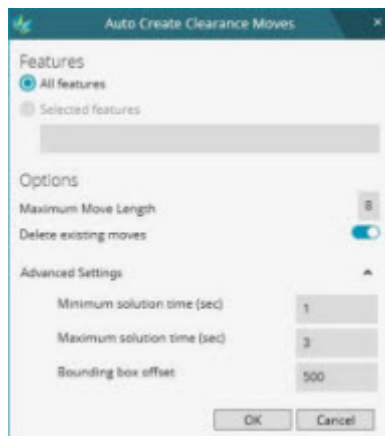 Auto Create Clearance Moves
Features
All features
Selected features
Options
Maximum Move Length 8
Delete existing moves
Advanced Settings
Minimum solution time (sec) 1
Maximum solution time (sec) 3
Bounding box offset 500
OK Cancel